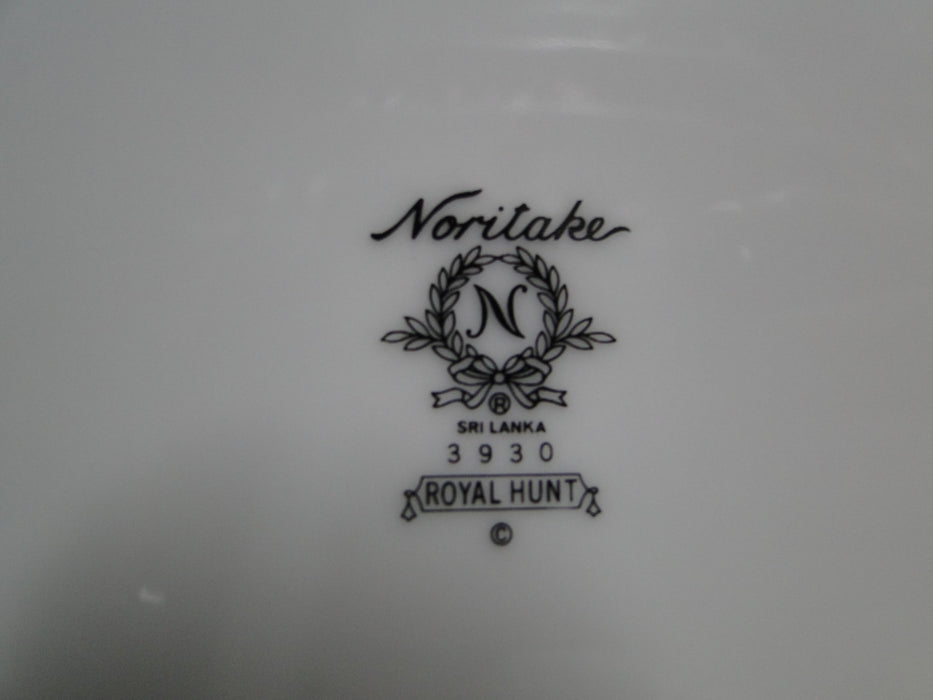 Noritake
N
®
SRI LANKA
3930
ROYAL HUNT
©